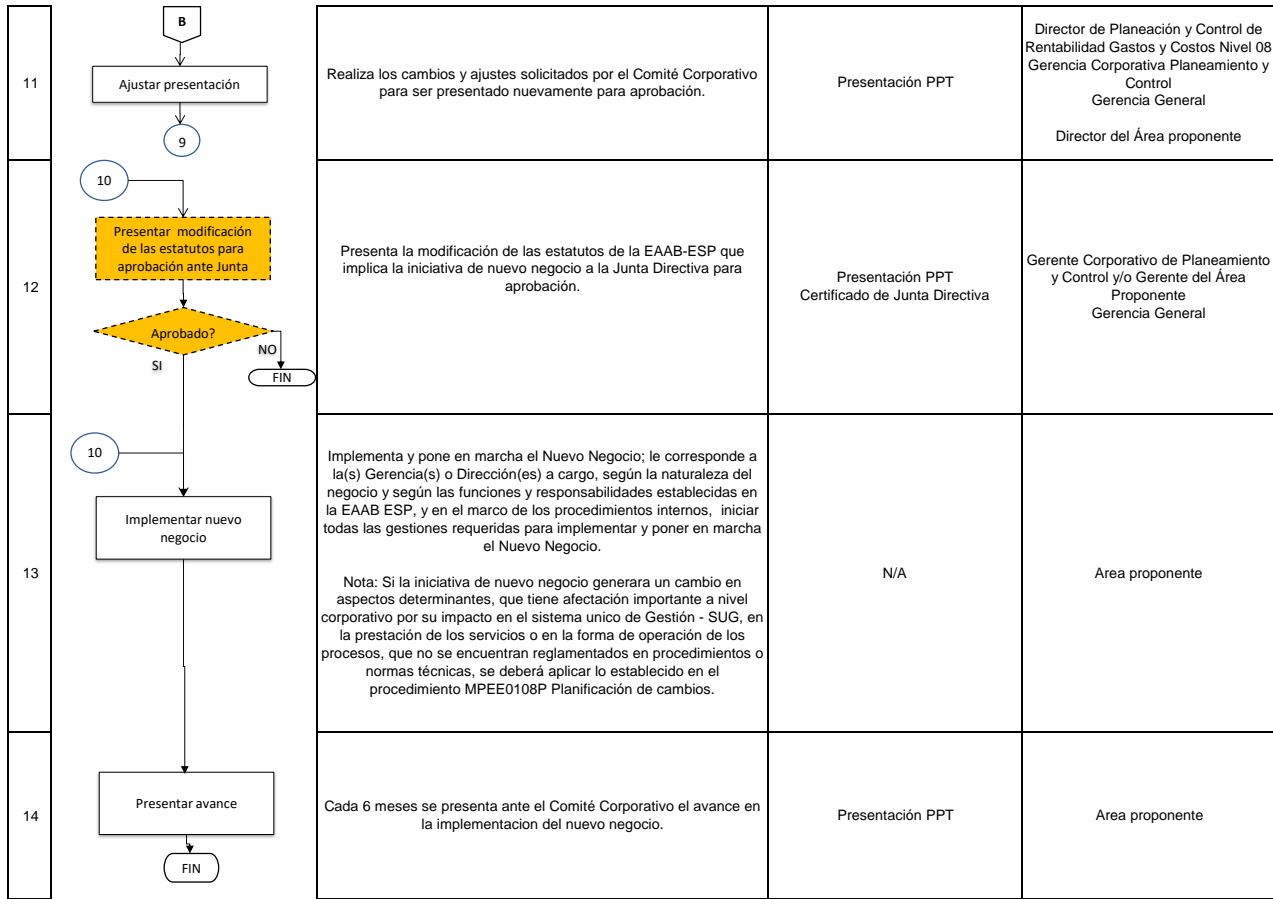 11
B
Ajustar presentación
9
Realiza los cambios y ajustes solicitados por el Comité Corporativo
para ser presentado nuevamente para aprobación.
Presentación PPT
Director de Planeación y Control de
Rentabilidad Gastos y Costos Nivel 08
Gerencia Corporativa Planeamiento y
Control
Gerencia General
Director del Área proponente
12
10
Presentar modificación
de las estatutos para
aprobación ante Junta
Aprobado?
NO
SI
FIN
Presenta la modificación de las estatutos de la EAAB-ESP que
implica la iniciativa de nuevo negocio a la Junta Directiva para
aprobación.
Presentación PPT
Certificado de Junta Directiva
Gerente Corporativo de Planeamiento
y Control y/o Gerente del Área
Proponente
Gerencia General
13
10
Implementar nuevo
negocio
Implementa y pone en marcha el Nuevo Negocio; le corresponde a
la(s) Gerencia(s) o Dirección(es) a cargo, según la naturaleza del
negocio y según las funciones y responsabilidades establecidas en
la EAAB ESP, y en el marco de los procedimientos internos, iniciar
todas las gestiones requeridas para implementar y poner en marcha
el Nuevo Negocio.
Nota: Si la iniciativa de nuevo negocio generara un cambio en
aspectos determinantes, que tiene afectación importante a nivel
corporativo por su impacto en el sistema unico de Gestión - SUG, en
la prestación de los servicios o en la forma de operación de los
procesos, que no se encuentran reglamentados en procedimientos o
normas técnicas, se deberá aplicar lo establecido en el
procedimiento MPEE0108P Planificación de cambios.
N/A
Area proponente
14
Presentar avance
FIN
Cada 6 meses se presenta ante el Comité Corporativo el avance en
la implementacion del nuevo negocio.
Presentación PPT
Area proponente